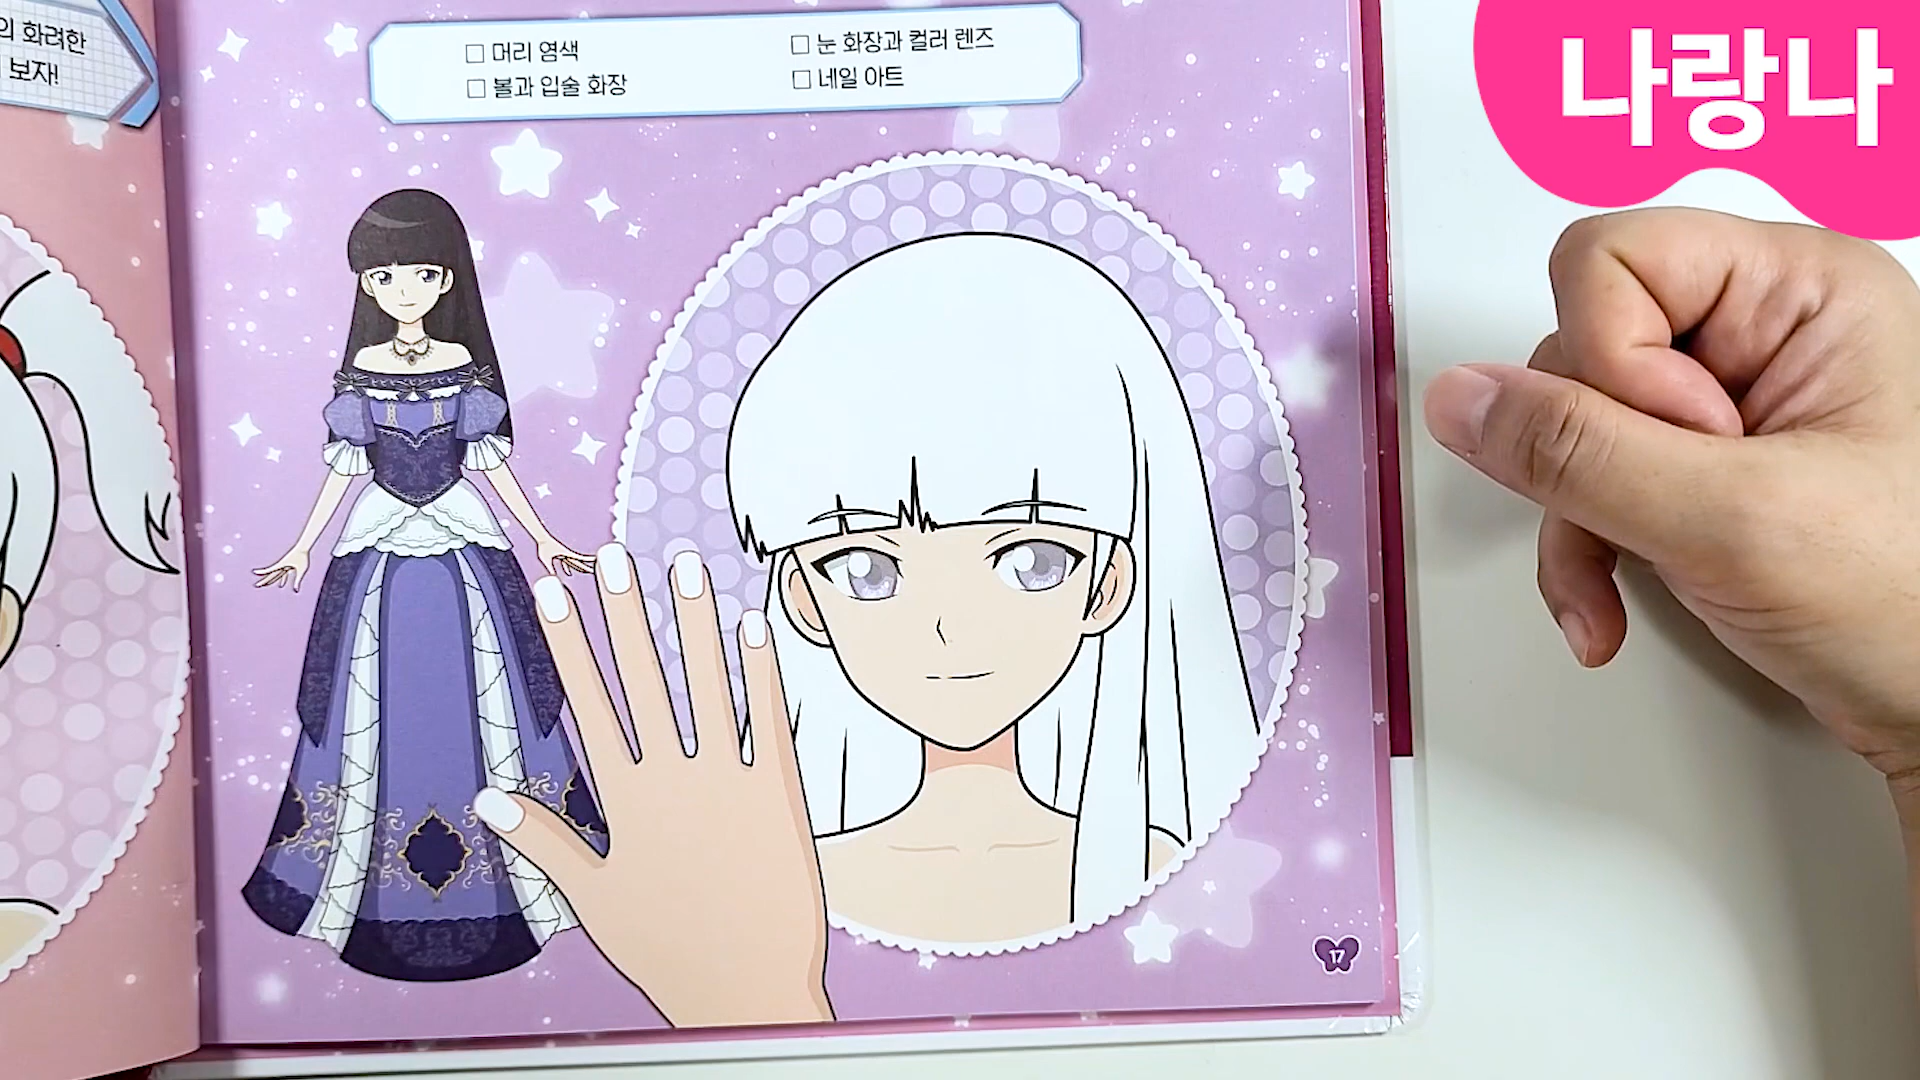 의 화려한
보자!
□ 머리 염색
□ 눈 화장과 컬러 렌즈
□ 볼과 입술 화장
□ 네일 아트
나랑나
17